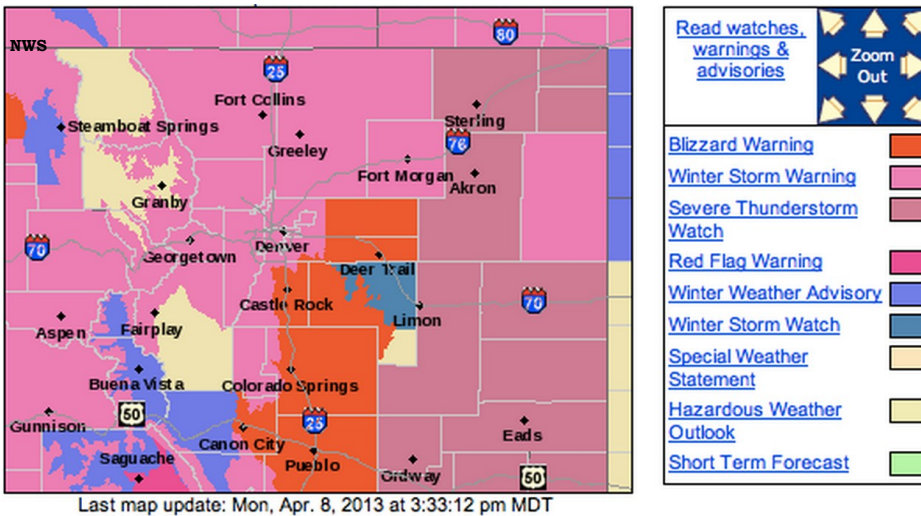 NWS
80
25
Fort Collins
Steamboat Springs
Sterling
Greeley
76
Fort Morgan
Akron
Granby
70
Georgetown
Denver
Deer Trail
Castle Rock
Limon
70
Aspen
Fairplay
Buena Vista
Colorado Springs
50
Gunnison
25
Canon City
Eads
Saguache
Pueblo
Ordway
50
Last map update: Mon, Apr. 8, 2013 at 3:33:12 pm MDT
Read watches,
warnings &
advisories
Zoom
Out
Blizzard Warning
Winter Storm Warning
Severe Thunderstorm
Watch
Red Flag Warning
Winter Weather Advisory
Winter Storm Watch
Special Weather
Statement
Hazardous Weather
Outlook
Short Term Forecast